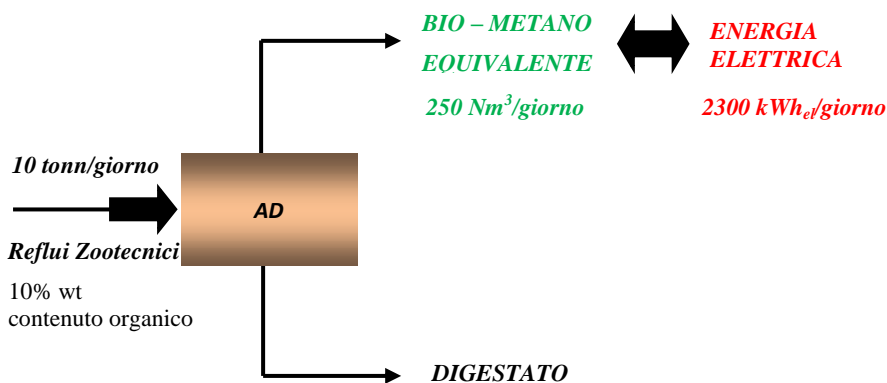 BIO – METANO
EQUIVALENTE
250 Nm³/giorno
ENERGIA
ELETTRICA
2300 kWhel/giorno
10 tonn/giorno
AD
Reflui Zootecnici
10% wt
contenuto organico
DIGESTATO